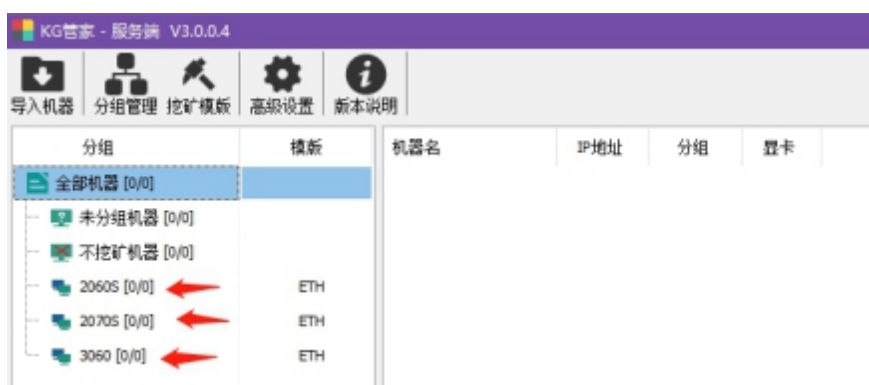 KG管家 - 服务端 V3.0.0.4
导入机器 分组管理 挖矿模版 高级设置 版本说明
分组 模版 机器名 IP地址 分组 显卡
全部机器 [0/0]
未分组机器 [0/0]
不挖矿机器 [0/0]
2060S [0/0] ETH
2070S [0/0] ETH
3060 [0/0] ETH